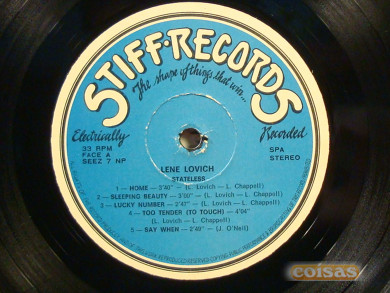 STIFF·RECORDS
The shape of things that win...
Electrically
Recorded
33 RPM
FACE A
SEEZ 7 NP
SPA
STEREO
LENE LOVICH
STATELESS
1 — HOME — 3'40" — (L. Lovich — L. Chappell)
2 — SLEEPING BEAUTY — 3'00" — (L. Lovich — L. Chappell)
3 — LUCKY NUMBER — 2'47" — (L. Lovich — L. Chappell)
4 — TOO TENDER (TO TOUCH) — 4'04"
(L. Lovich — L. Chappell)
5 — SAY WHEN — 2'49" — (J. O'Neil)
coisas